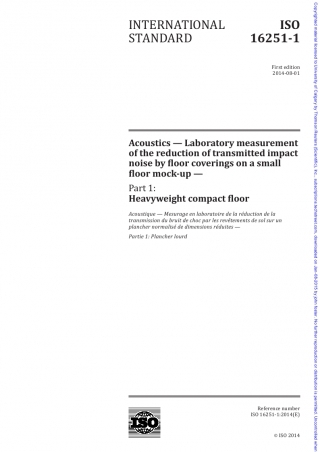 INTERNATIONAL
STANDARD
ISO
16251-1
First edition
2014-08-01
Acoustics — Laboratory measurement
of the reduction of transmitted impact
noise by floor coverings on a small
floor mock-up —
Part 1:
Heavyweight compact floor
Acoustique — Mesurage en laboratoire de la réduction de la
transmission du bruit de choc par les revêtements de sol sur un
plancher normalisé de dimensions réduites —
Partie 1: Plancher lourd
Reference number
ISO 16251-1:2014(E)
ISO
© ISO 2014
Copyrighted material licensed to University of Calgary by Thomson Reuters (Scientific), Inc., subscriptions.techstreet.com, downloaded on Jan-09-2015 by john foster. No further reproduction or distribution is permitted. Uncontrolled when